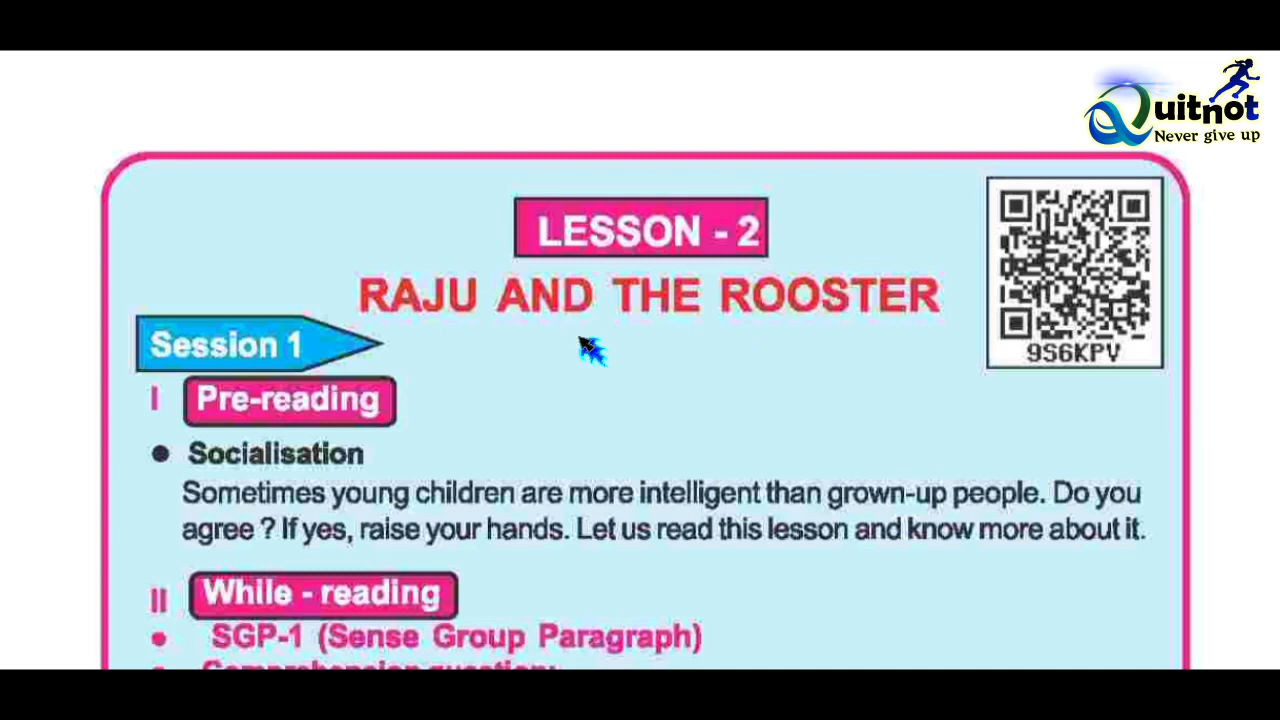 Quitnot
Never give up
LESSON - 2
RAJU AND THE ROOSTER
9S6KPV
Session 1
I Pre-reading
● Socialisation
Sometimes young children are more intelligent than grown-up people. Do you
agree ? If yes, raise your hands. Let us read this lesson and know more about it.
II While - reading
● SGP-1 (Sense Group Paragraph)
● Comprehension question: